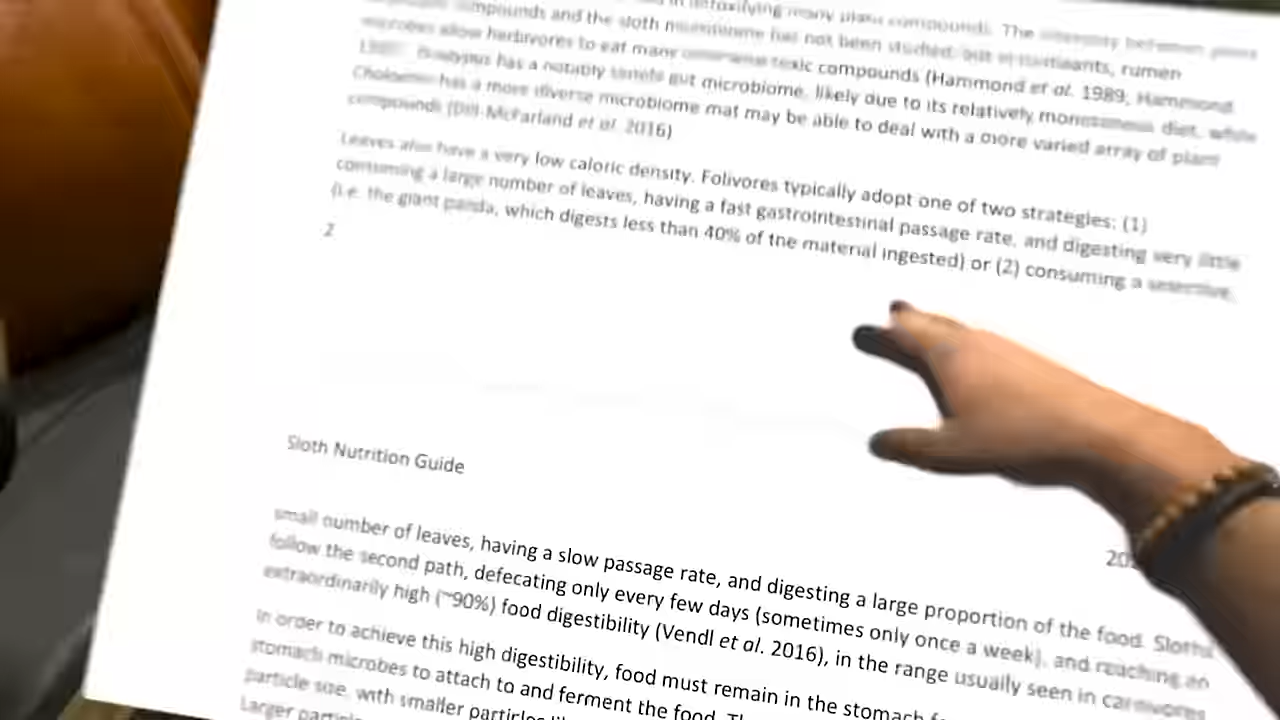 in detoxifying many plant compounds. The between
compounds and the sloth microbiome has not been studied, but in ruminants, rumen
microbes allow herbivores to eat many otherwise toxic compounds (Hammond et al. 1989; Hammond
Bradypus has a notably simple gut microbiome, likely due to its relatively monotonous diet, while
Choloepus has a more diverse microbiome that may be able to deal with a more varied array of plant
compounds (Dill-McFarland et al. 2016)
Leaves also have a very low caloric density. Folivores typically adopt one of two strategies: (1)
consuming a large number of leaves, having a fast gastrointestinal passage rate, and digesting very little
(i.e. the giant panda, which digests less than 40% of the material ingested) or (2) consuming a selective,
2
Sloth Nutrition Guide
small number of leaves, having a slow passage rate, and digesting a large proportion of the food. Sloths
follow the second path, defecating only every few days (sometimes only once a week), and reaching an
extraordinarily high (~90%) food digestibility (Vendl et al. 2016), in the range usually seen in carnivores
In order to achieve this high digestibility, food must remain in the stomach
stomach microbes to attach to and ferment the food.
particle size, with smaller particles
Larger